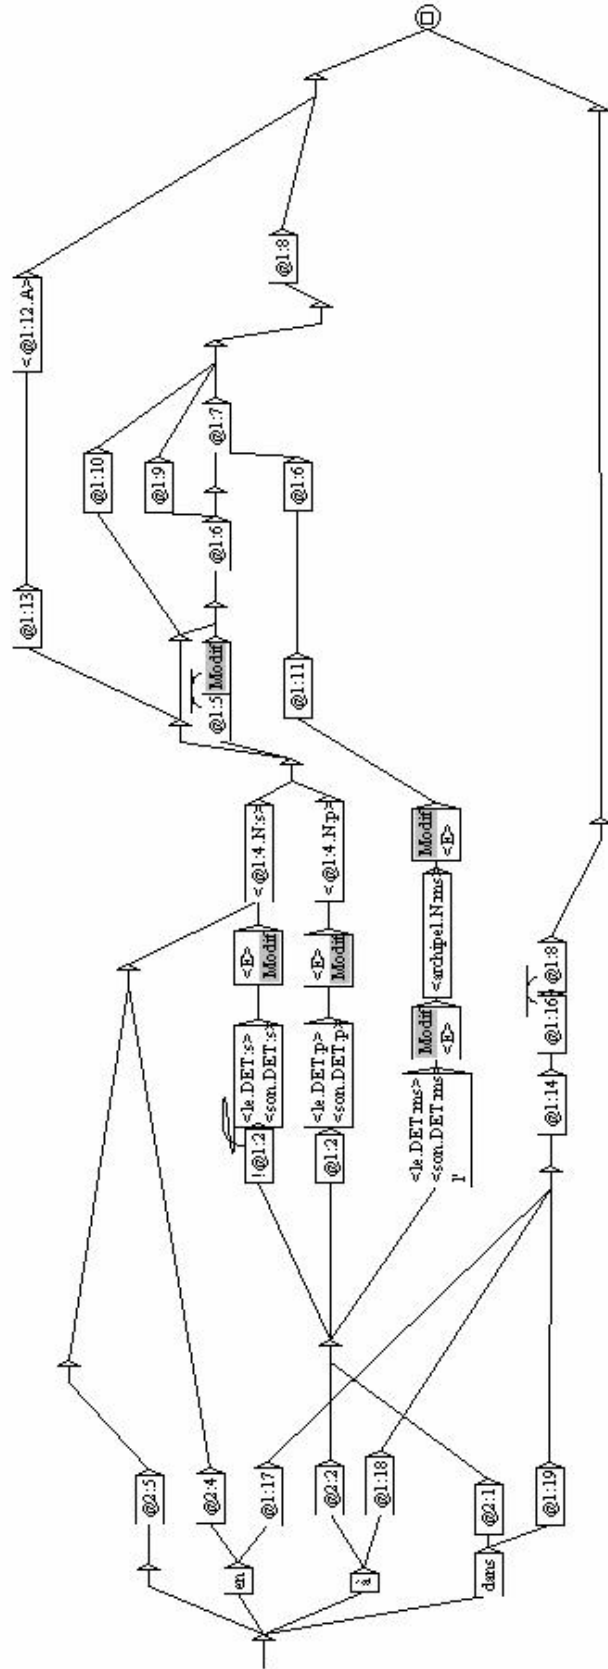 @1:13
<@1:12.A>
@1:10
@2:5
@1:9
@2:4
@1:5 Modif
@1:6
@1:7
en
@1:17
!@1:2
<le.DET:s>
<son.DET:s>
<E>
Modif
<@1:4.N:s>
@1:8
@1:11
@1:6
@2:2
@1:2
<le.DET:p>
<son.DET:p>
<E>
Modif
<@1:4.N:p>
à
@1:18
<le.DET:ms>
<son.DET:ms>
l'
Modif
<E>
<archipel.N:ms>
Modif
<E>
dans
@2:1
@1:19
@1:14
@1:16
@1:8